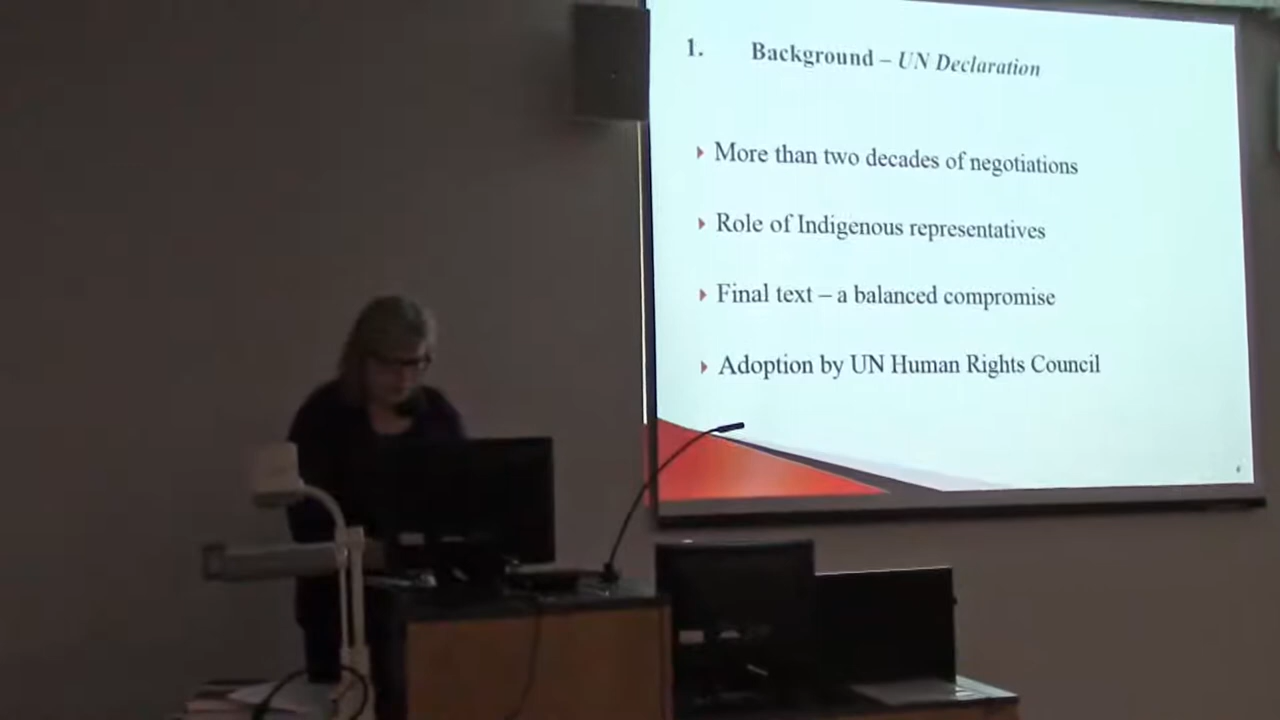 1. Background – UN Declaration
More than two decades of negotiations
Role of Indigenous representatives
Final text – a balanced compromise
Adoption by UN Human Rights Council